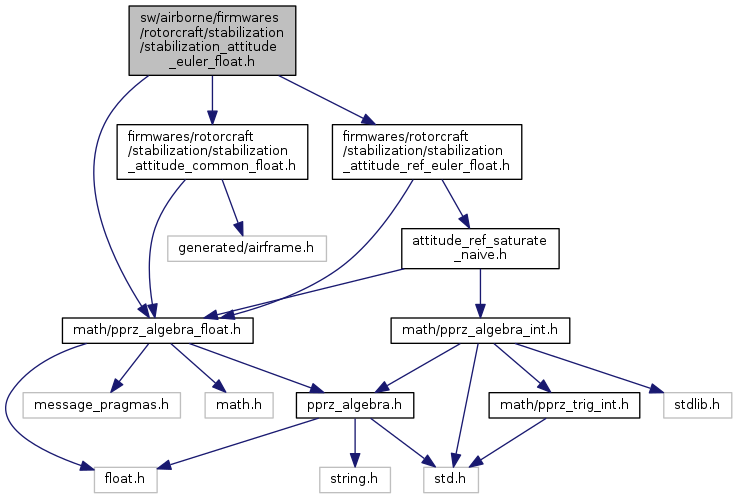 sw/airborne/firmwares
/rotorcraft/stabilization
/stabilization_attitude
_euler_float.h
firmwares/rotorcraft
/stabilization/stabilization
_attitude_common_float.h
firmwares/rotorcraft
/stabilization/stabilization
_attitude_ref_euler_float.h
generated/airframe.h
attitude_ref_saturate
_naive.h
math/pprz_algebra_float.h
math/pprz_algebra_int.h
message_pragmas.h
math.h
pprz_algebra.h
math/pprz_trig_int.h
stdlib.h
float.h
string.h
std.h